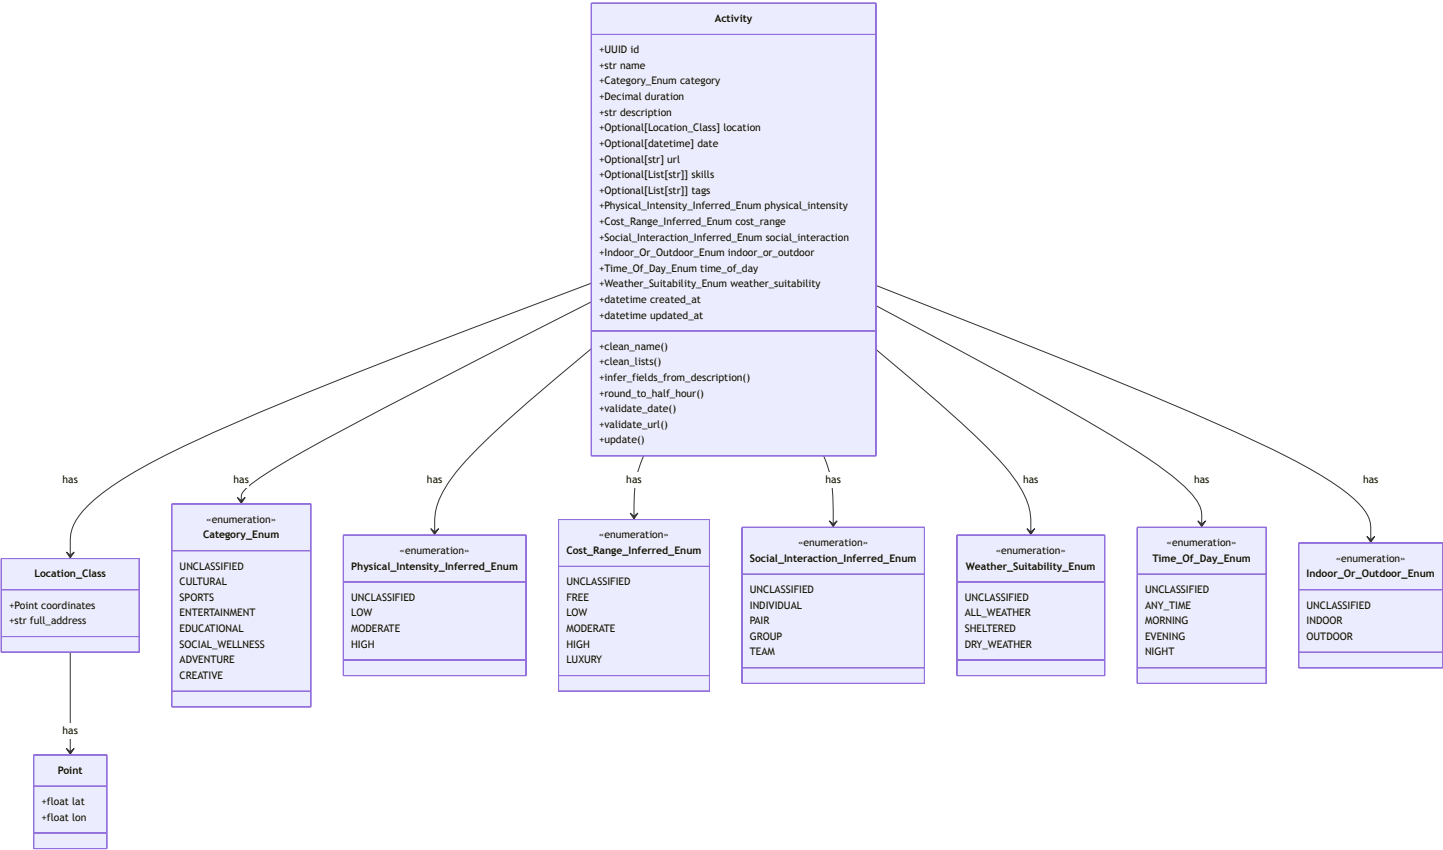 Activity
+UUID id
+str name
+Category_Enum category
+Decimal duration
+str description
+Optional[Location_Class] location
+Optional[datetime] date
+Optional[str] url
+Optional[List[str]] skills
+Optional[List[str]] tags
+Physical_Intensity_Inferred_Enum physical_intensity
+Cost_Range_Inferred_Enum cost_range
+Social_Interaction_Inferred_Enum social_interaction
+Indoor_Or_Outdoor_Enum indoor_or_outdoor
+Time_Of_Day_Enum time_of_day
+Weather_Suitability_Enum weather_suitability
+datetime created_at
+datetime updated_at
+clean_name()
+clean_lists()
+infer_fields_from_description()
+round_to_half_hour()
+validate_date()
+validate_url()
+update()
has
has
has
has
has
has
has
has
Location_Class
+Point coordinates
+str full_address
«enumeration»
Category_Enum
UNCLASSIFIED
CULTURAL
SPORTS
ENTERTAINMENT
EDUCATIONAL
SOCIAL_WELLNESS
ADVENTURE
CREATIVE
«enumeration»
Physical_Intensity_Inferred_Enum
UNCLASSIFIED
LOW
MODERATE
HIGH
«enumeration»
Cost_Range_Inferred_Enum
UNCLASSIFIED
FREE
LOW
MODERATE
HIGH
LUXURY
«enumeration»
Social_Interaction_Inferred_Enum
UNCLASSIFIED
INDIVIDUAL
PAIR
GROUP
TEAM
«enumeration»
Weather_Suitability_Enum
UNCLASSIFIED
ALL_WEATHER
SHELTERED
DRY_WEATHER
«enumeration»
Time_Of_Day_Enum
UNCLASSIFIED
ANY_TIME
MORNING
EVENING
NIGHT
«enumeration»
Indoor_Or_Outdoor_Enum
UNCLASSIFIED
INDOOR
OUTDOOR
has
Point
+float lat
+float lon